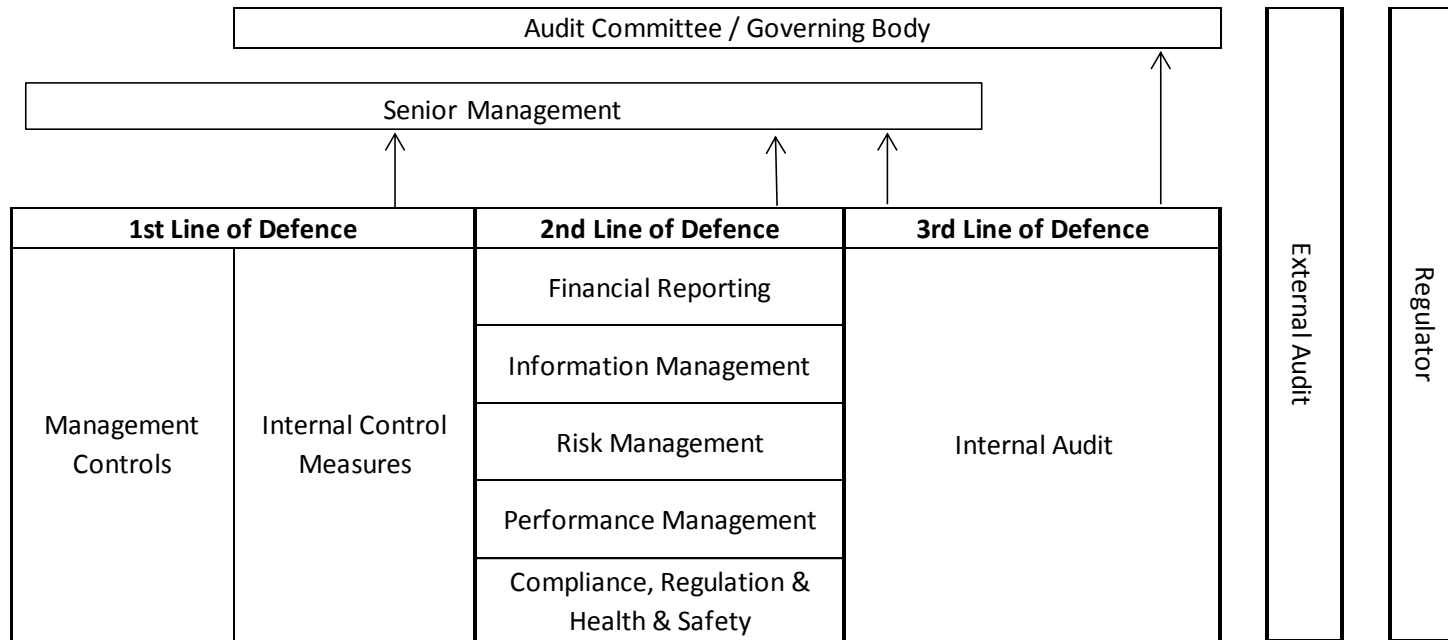 Audit Committee / Governing Body
Senior Management
1st Line of Defence
2nd Line of Defence
3rd Line of Defence
Management
Controls
Internal Control
Measures
Financial Reporting
Information Management
Risk Management
Performance Management
Compliance, Regulation &
Health & Safety
Internal Audit
External Audit
Regulator